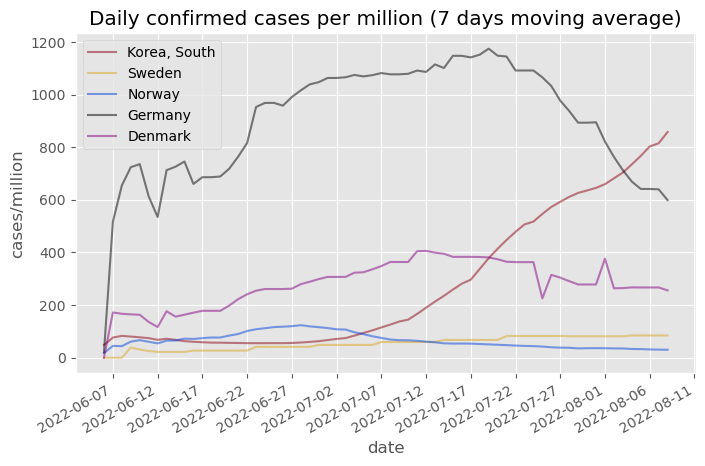 Daily confirmed cases per million (7 days moving average)
1200
1000
800
600
400
200
0
cases/million
Korea, South
Sweden
Norway
Germany
Denmark
2022-06-07
2022-06-12
2022-06-17
2022-06-22
2022-06-27
2022-07-02
2022-07-07
2022-07-12
2022-07-17
2022-07-22
2022-07-27
2022-08-01
2022-08-06
2022-08-11
date